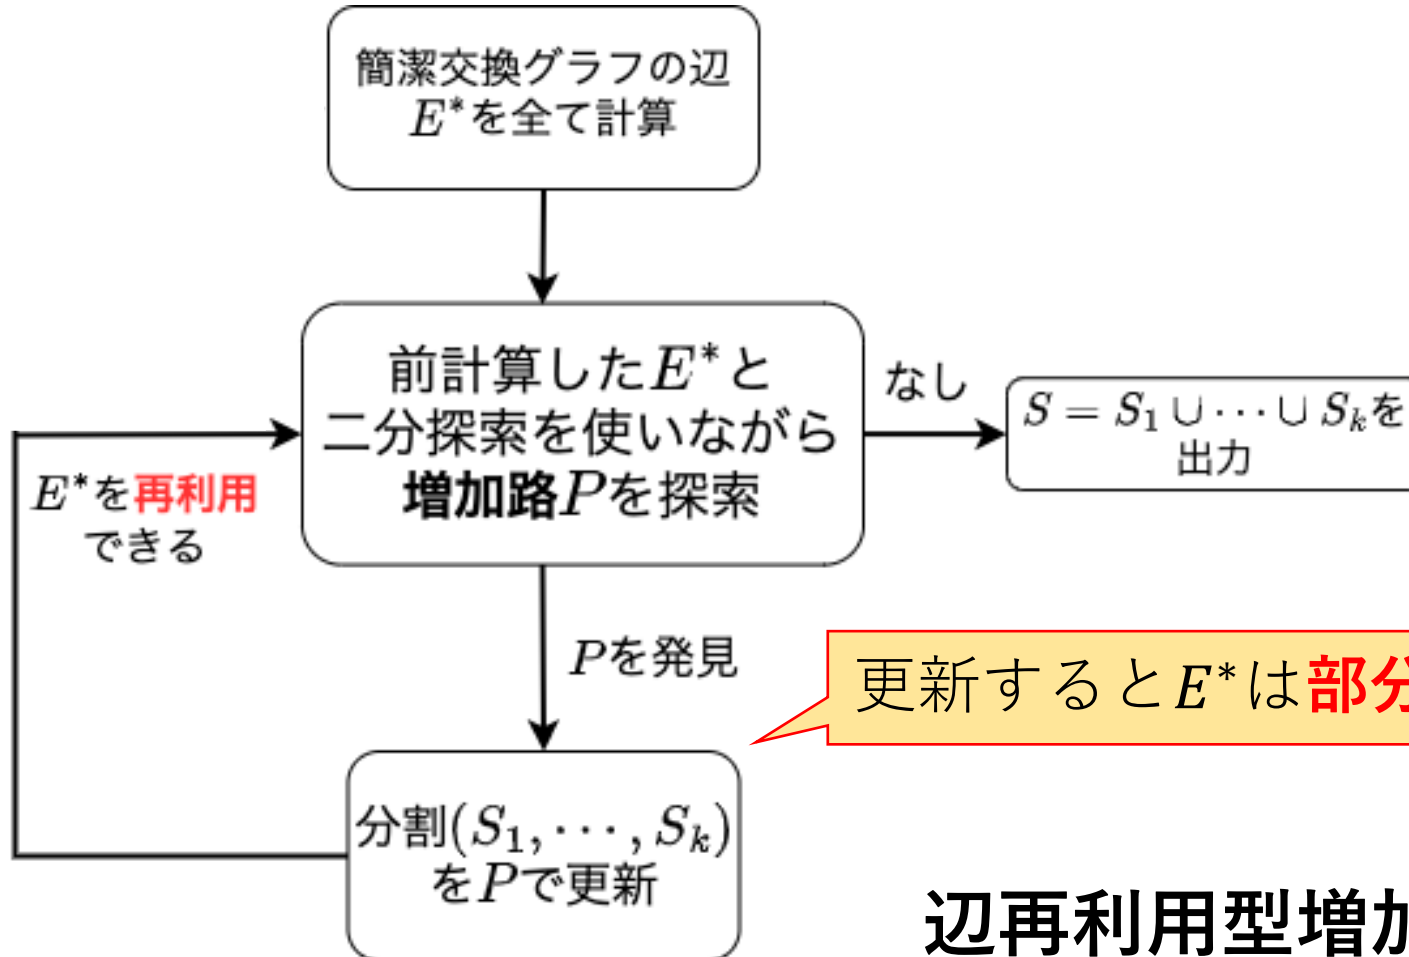 簡潔交換グラフの辺
E*を全て計算
前計算したE*と
二分探索を使いながら
増加路Pを探索
なし
S = S₁ ∪ ··· ∪ Sₖを
出力
E*を再利用
できる
Pを発見
更新するとE*は部分
分割(S₁, ··· , Sₖ)
をPで更新
辺再利用型増加